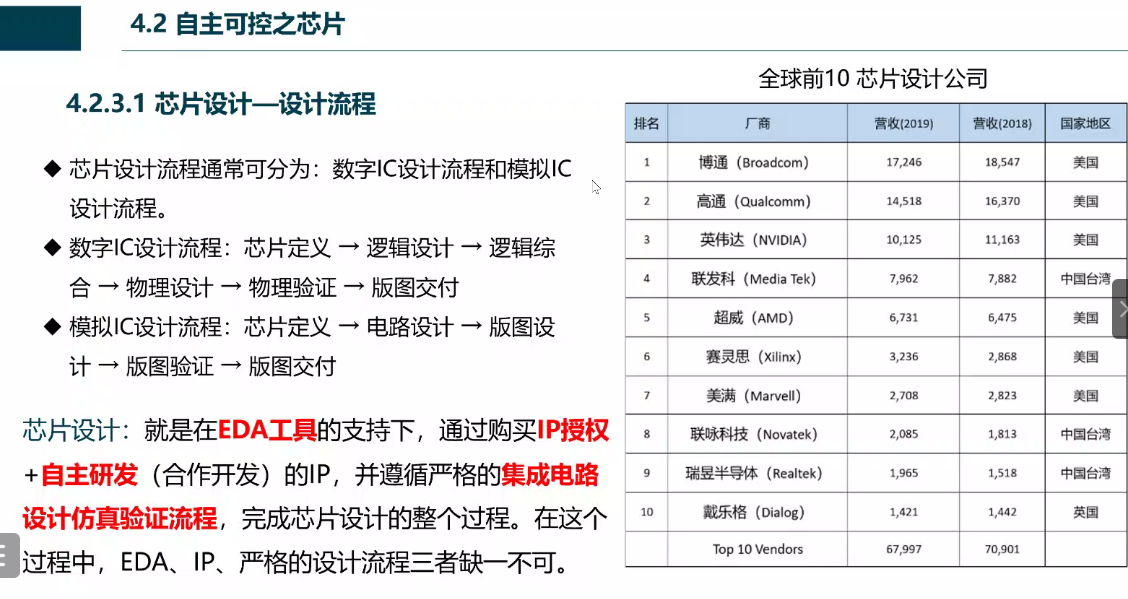 4.2 自主可控之芯片
4.2.3.1 芯片设计—设计流程
◆ 芯片设计流程通常可分为：数字IC设计流程和模拟IC
设计流程。
◆ 数字IC设计流程：芯片定义 → 逻辑设计 → 逻辑综
合 → 物理设计 → 物理验证 → 版图交付
◆ 模拟IC设计流程：芯片定义 → 电路设计 → 版图设
计 → 版图验证 → 版图交付
芯片设计：就是在EDA工具的支持下，通过购买IP授权
+自主研发（合作开发）的IP，并遵循严格的集成电路
设计仿真验证流程，完成芯片设计的整个过程。在这个
过程中，EDA、IP、严格的设计流程三者缺一不可。
全球前10 芯片设计公司
排名 厂商 营收(2019) 营收(2018) 国家地区
1 博通（Broadcom） 17,246 18,547 美国
2 高通（Qualcomm） 14,518 16,370 美国
3 英伟达（NVIDIA） 10,125 11,163 美国
4 联发科（Media Tek） 7,962 7,882 中国台湾
5 超威（AMD） 6,731 6,475 美国
6 赛灵思（Xilinx） 3,236 2,868 美国
7 美满（Marvell） 2,708 2,823 美国
8 联咏科技（Novatek） 2,085 1,813 中国台湾
9 瑞昱半导体（Realtek） 1,965 1,518 中国台湾
10 戴乐格（Dialog） 1,421 1,442 英国
Top 10 Vendors 67,997 70,901